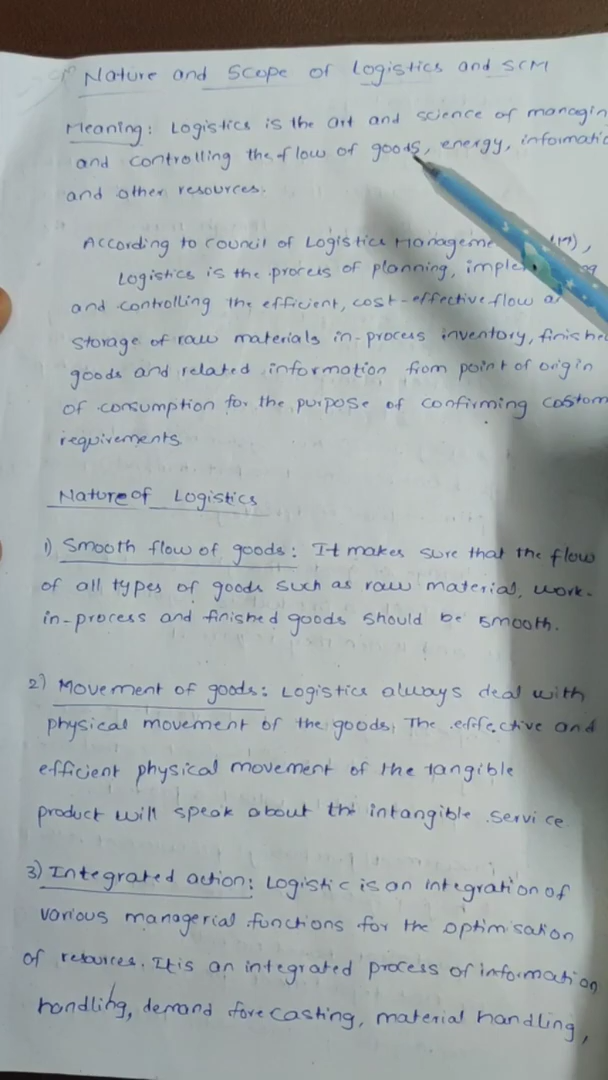 Nature and Scope of Logistics and SCM
Meaning: Logistics is the art and science of managin
and controlling the flow of goods, energy, informatic
and other resources.
According to Council of Logistics Manageme (M),
Logistics is the process of planning, imple
and controlling the efficient, cost-effective flow a
storage of raw materials in-process inventory, finishe
goods and related information from point of origin
of consumption for the purpose of confirming costom
requirements
Nature of Logistics
1) Smooth flow of goods: It makes sure that the flow
of all types of goods such as raw material, work-
in-process and finished goods should be smooth.
2) Movement of goods: Logistics always deal with
physical movement of the goods, The effective and
efficient physical movement of the tangible
product will speak about the intangible service
3) Integrated action: Logistic is an integration of
various managerial functions for the optimisation
of resources. It is an integrated process of information
handling, demand forecasting, material handling,